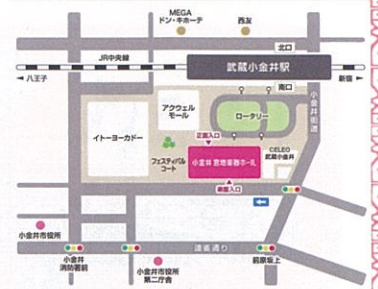 MEGA
ドン・キホーテ
西友
北口
JR中央線
武蔵小金井駅
八王子
新宿
南口
アクウェル
モール
ロータリー
小金井街道
イトーヨーカドー
正面入口
フェスティバル
コート
小金井 宮地楽器ホール
CELEO
武蔵小金井
南面入口
小金井市役所
小金井
消防署前
連雀通り
前原坂上
小金井市役所
第二庁舎